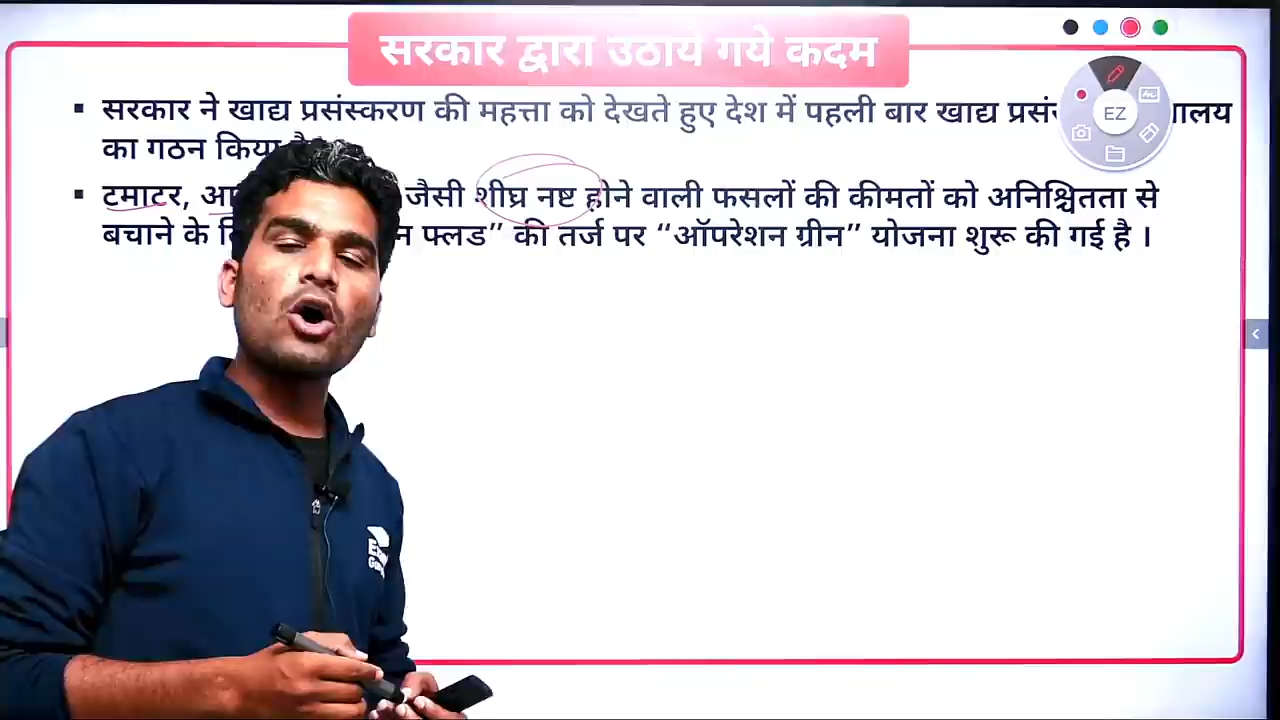 सरकार द्वारा उठाये गये कदम
EZ
▪ सरकार ने खाद्य प्रसंस्करण की महत्ता को देखते हुए देश में पहली बार खाद्य
का गठन किया
▪ टमाटर, जैसी शीघ्र नष्ट होने वाली फसलों की कीमतों को अनिश्चितता से
बचाने के फ्लड” की तर्ज पर “ऑपरेशन ग्रीन” योजना शुरू की गई है ।